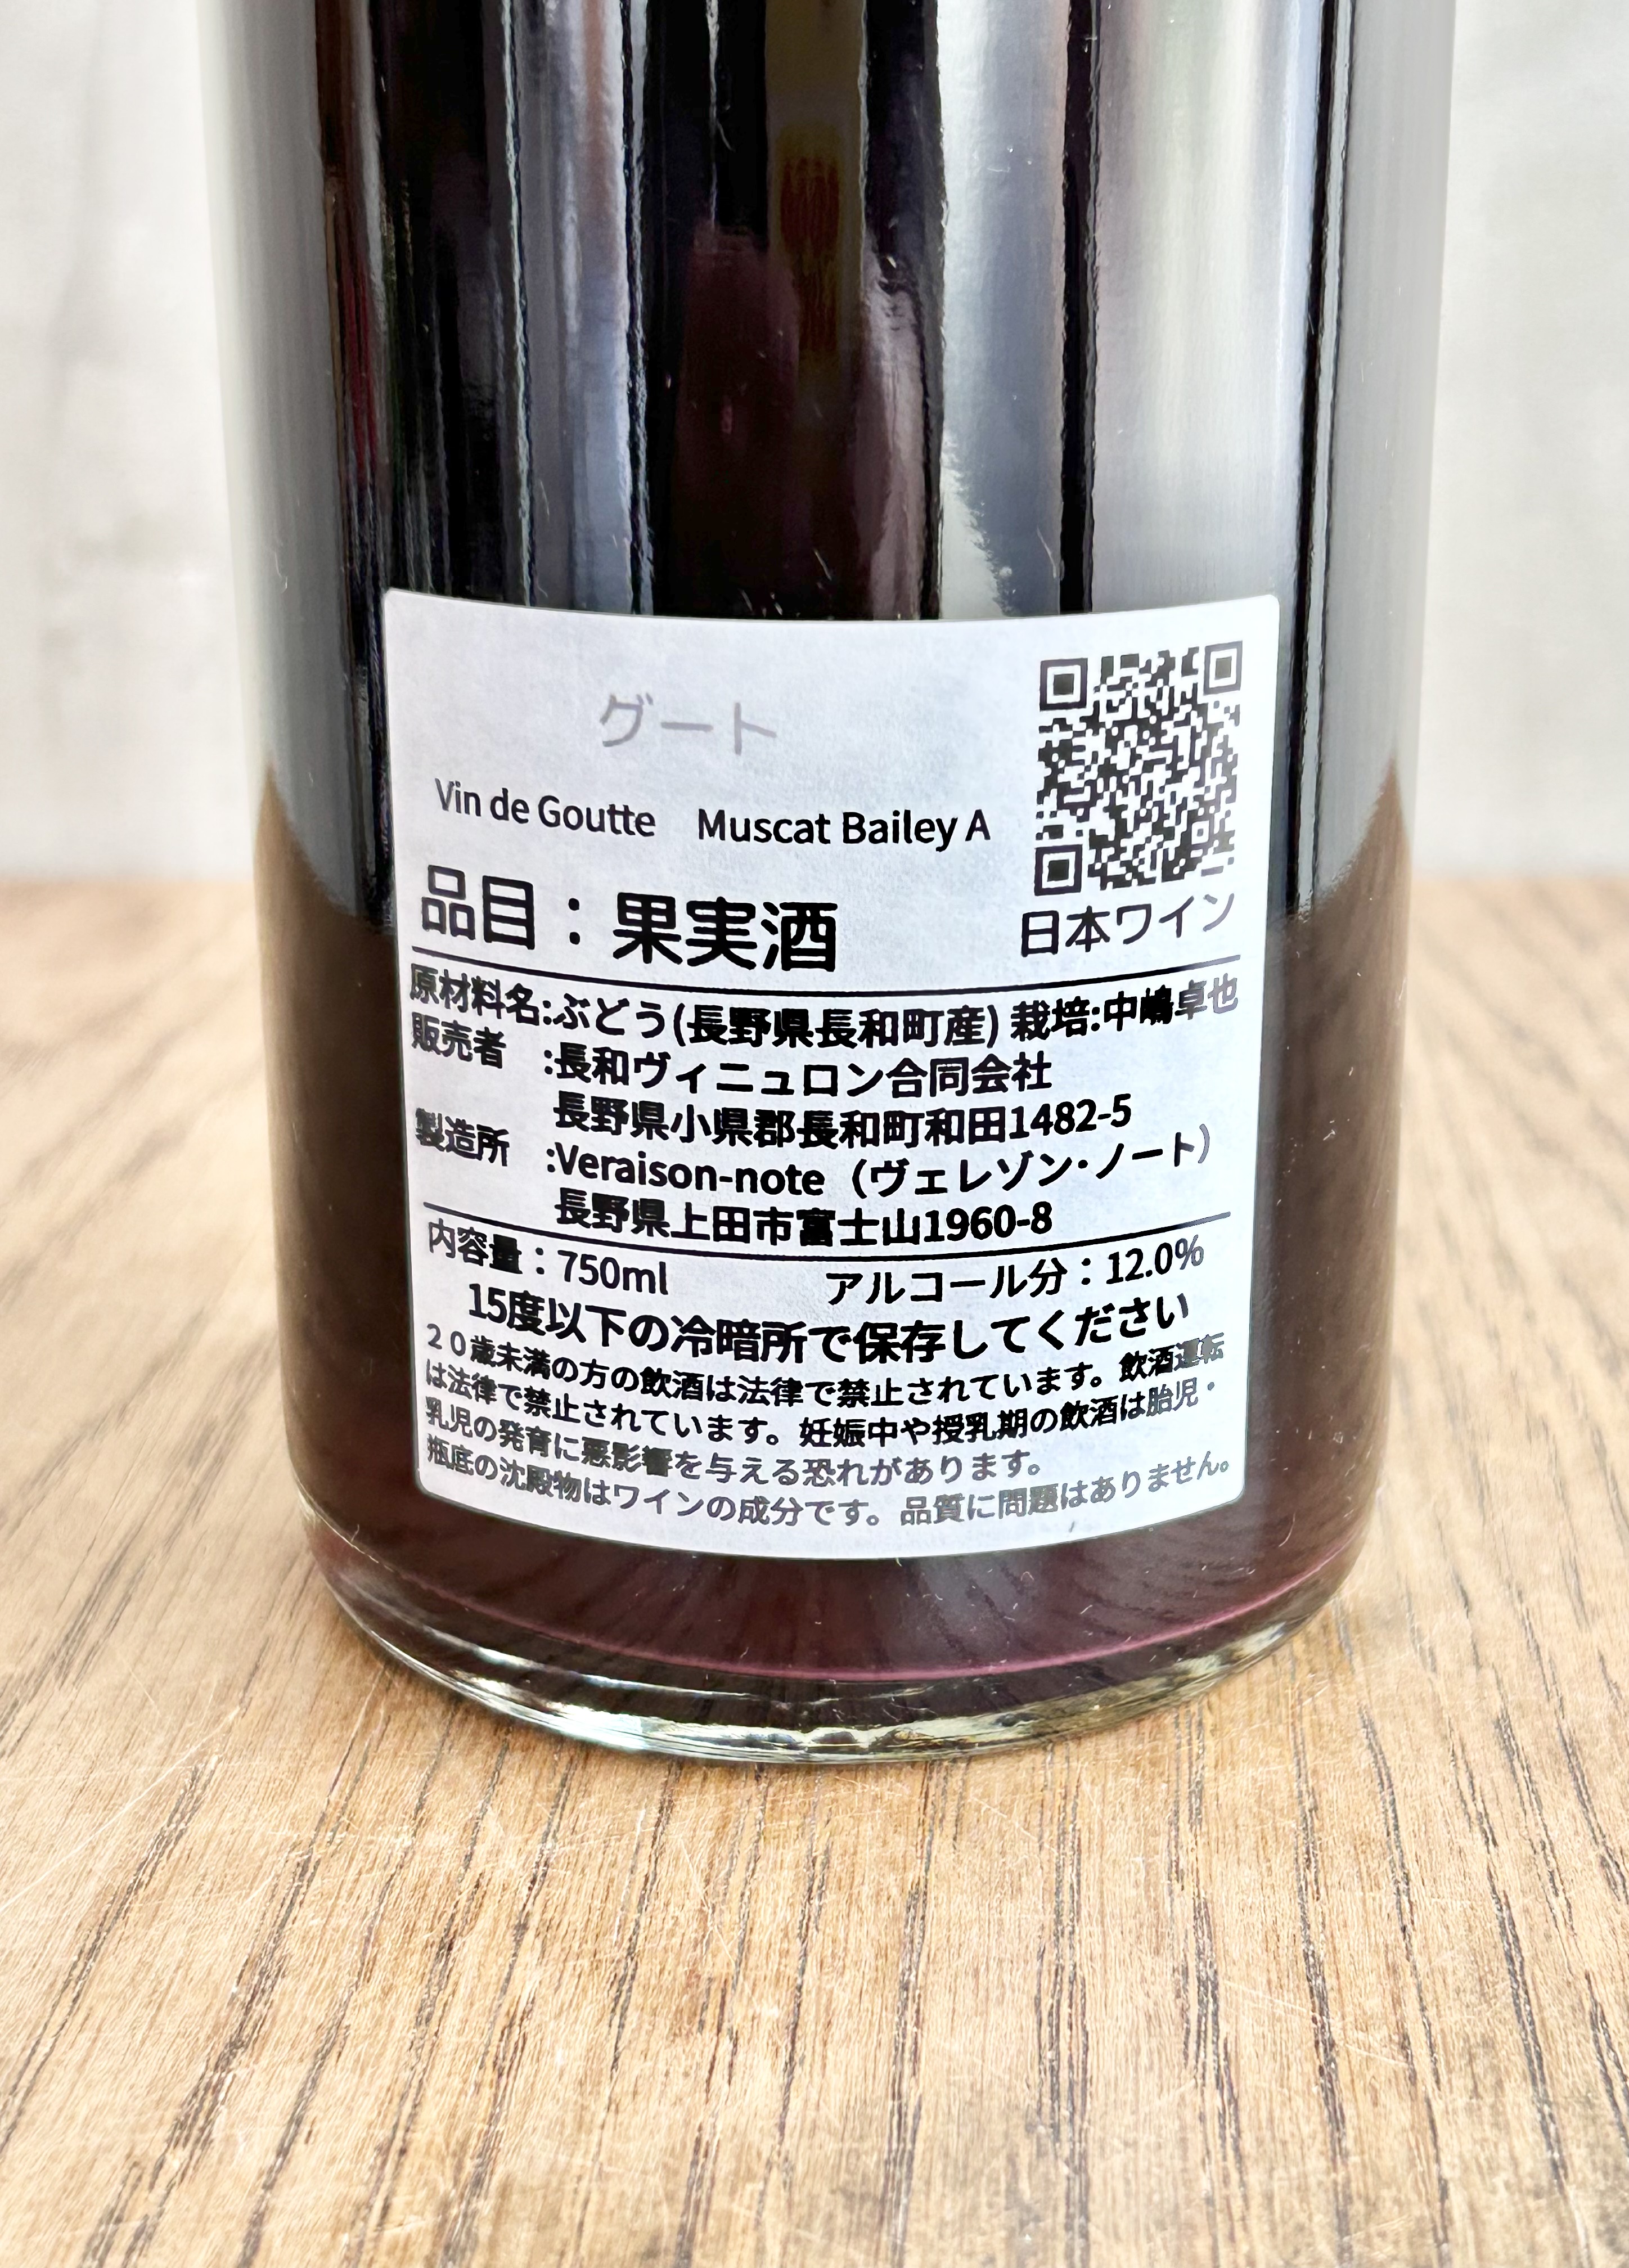 グート
Vin de Goutte　Muscat Bailey A
品目：果実酒
日本ワイン
原材料名:ぶどう(長野県長和町産) 栽培:中嶋卓也
販売者　:長和ヴィニュロン合同会社
長野県小県郡長和町和田1482-5
製造所　:Veraison-note（ヴェレゾン・ノート）
長野県上田市富士山1960-8
内容量：750ml　アルコール分：12.0%
15度以下の冷暗所で保存してください
２０歳未満の方の飲酒は法律で禁止されています。飲酒運転
は法律で禁止されています。妊娠中や授乳期の飲酒は胎児・
乳児の発育に悪影響を与える恐れがあります。
瓶底の沈殿物はワインの成分です。品質に問題はありません。